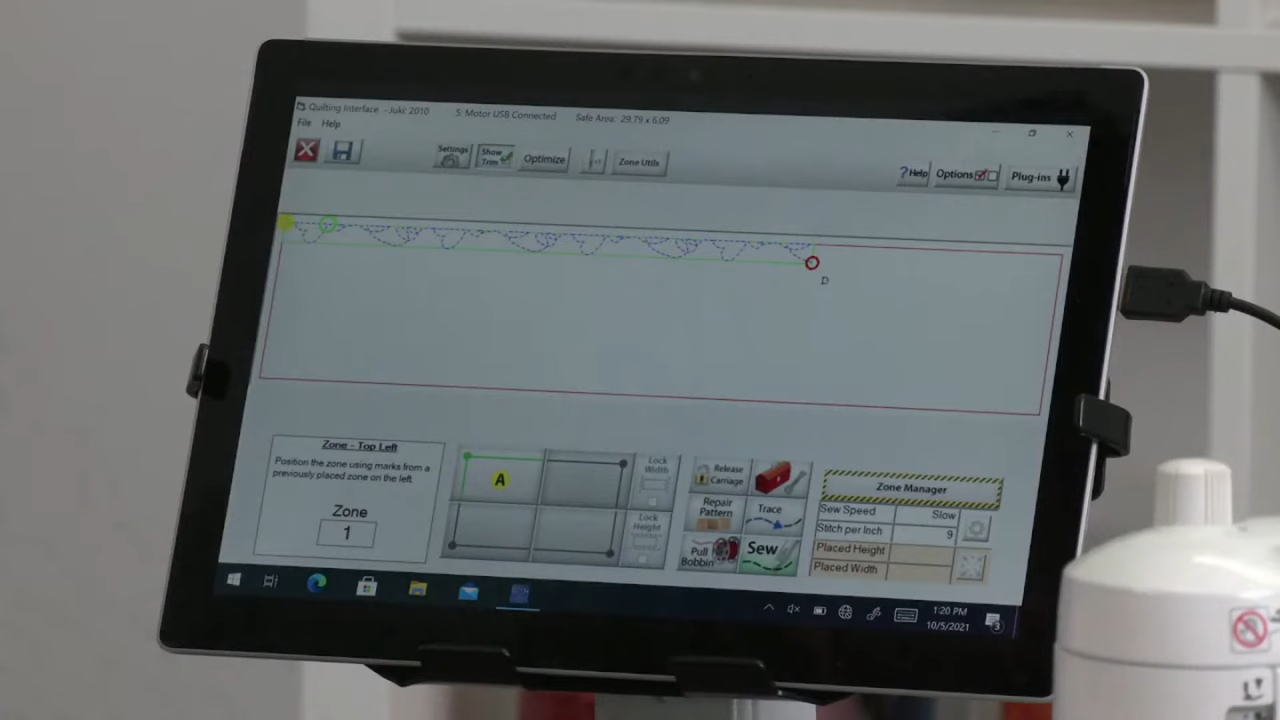 Quilting Interface - Juki: 2010 5: Motor USB Connected Safe Area: 29.79 x 6.09
File Help
Settings
Show Trim
Optimize
Zone Utils
? Help
Options
Plug-ins
D
Zone - Top Left
Position the zone using marks from a
previously placed zone on the left.
Zone
1
A
Lock
Width
Lock
Height
Release
Carriage
Repair
Pattern
Trace
Pull
Bobbin
Sew
Zone Manager
Sew Speed Slow
Stitch per Inch 9
Placed Height
Placed Width
1:20 PM
10/5/2021
3